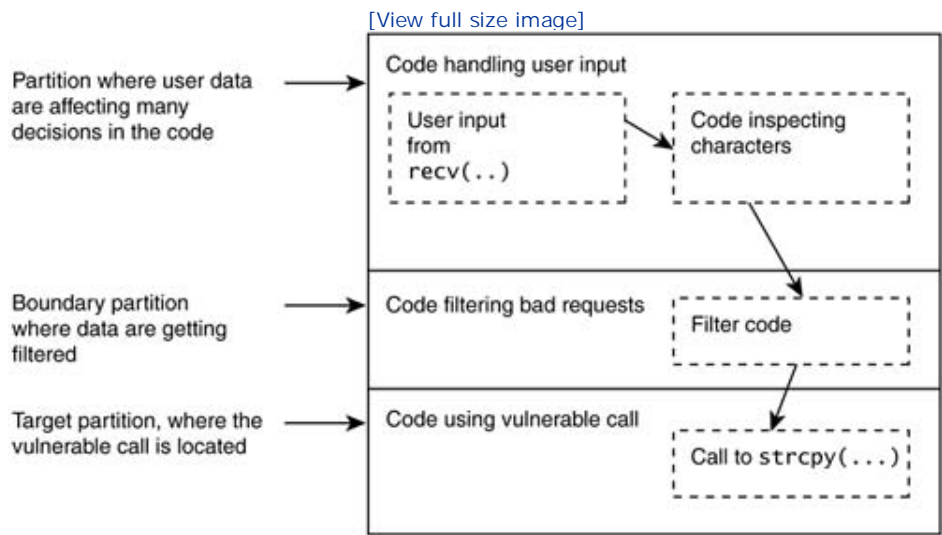 [View full size image]
Partition where user data
are affecting many
decisions in the code
Code handling user input
User input
from
recv(..)
Code inspecting
characters
Boundary partition
where data are getting
filtered
Code filtering bad requests
Filter code
Target partition, where the
vulnerable call is located
Code using vulnerable call
Call to strcpy(...)